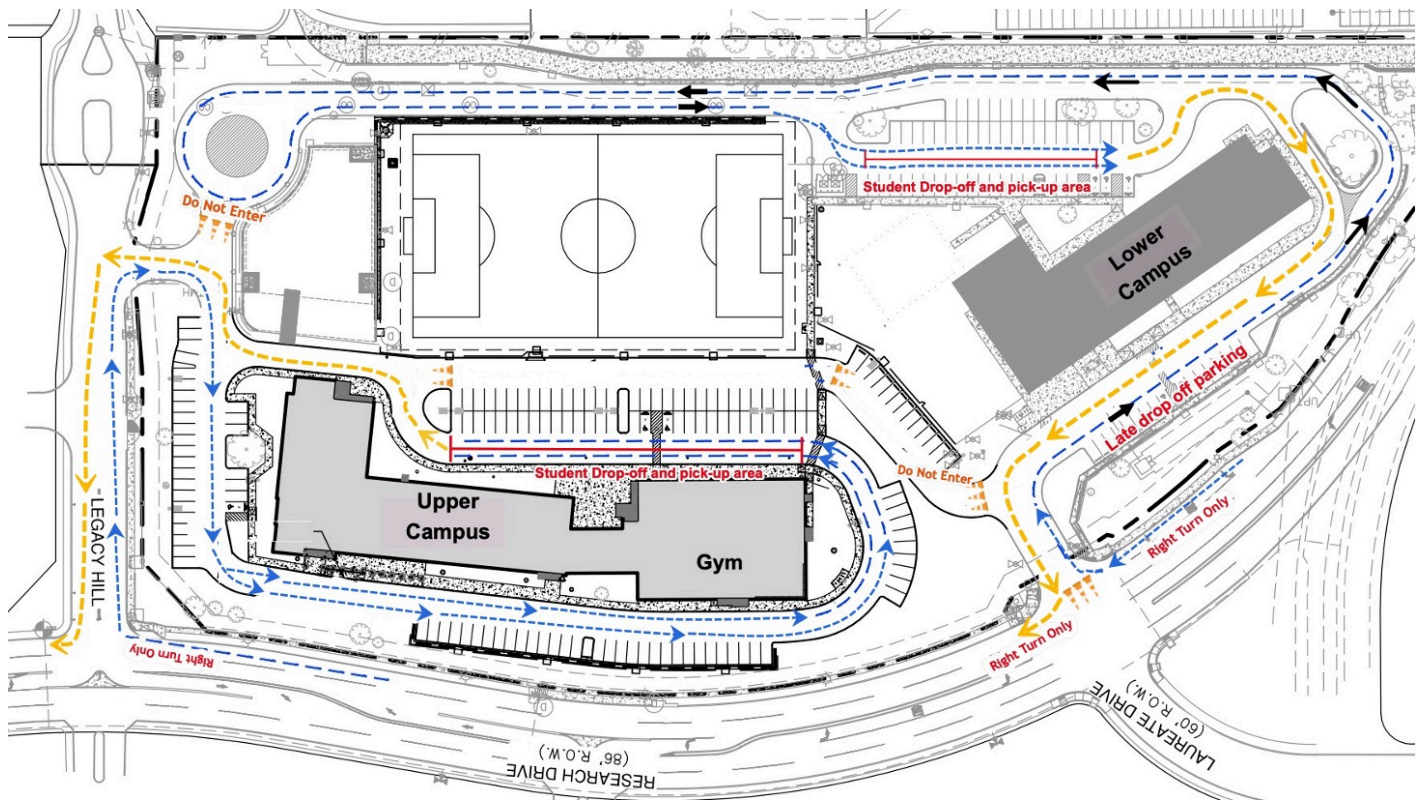 Do Not Enter
Student Drop-off and pick-up area
Lower
Campus
Late drop off parking
Student Drop-off and pick-up area
Do Not Enter
Upper
Campus
Gym
Right Turn Only
LEGACY HILL
Right Turn Only
Right Turn Only
RESEARCH DRIVE
(86' R.O.W.)
LAUREATE DRIVE
(60' R.O.W.)